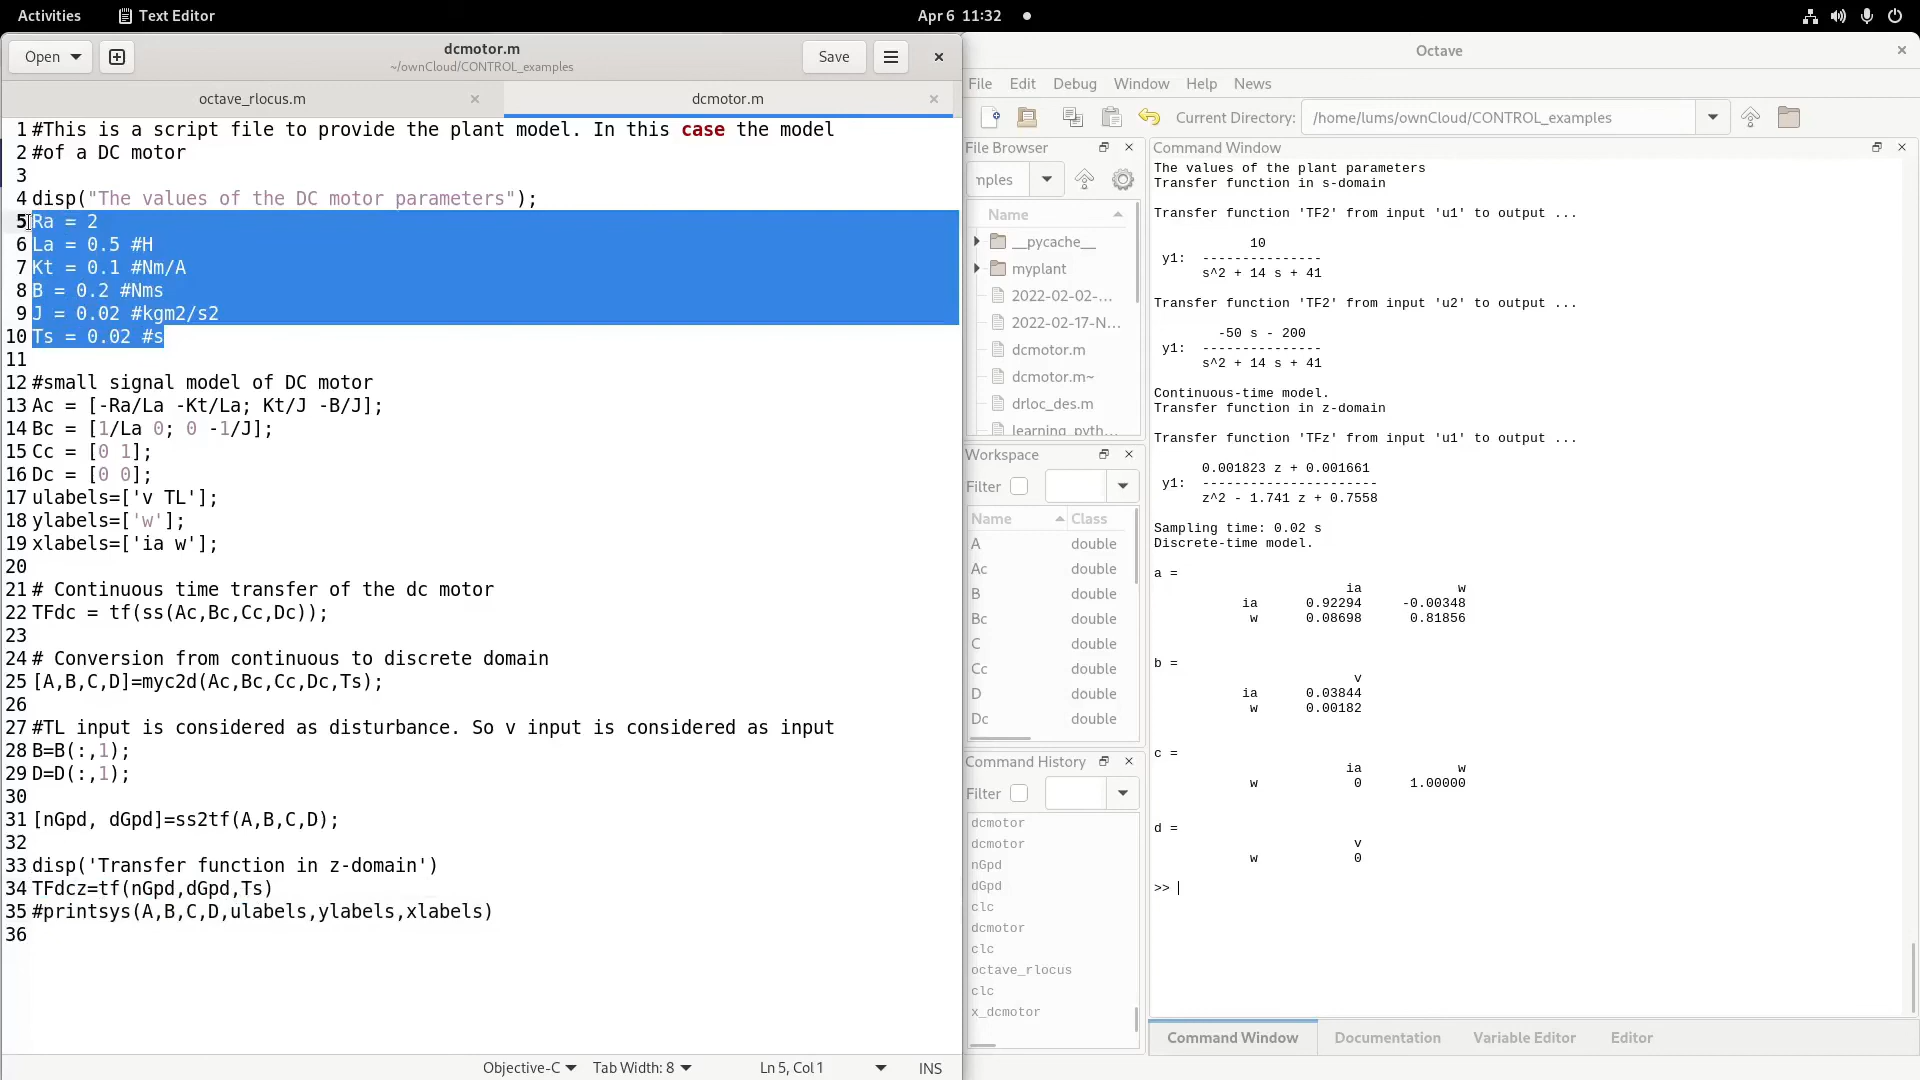 Activities Text Editor Apr 6 11:32
Open dcmotor.m Save
~/ownCloud/CONTROL_examples
octave_rlocus.m dcmotor.m
1 #This is a script file to provide the plant model. In this case the model
2 #of a DC motor
3
4 disp("The values of the DC motor parameters");
5 Ra = 2
6 La = 0.5 #H
7 Kt = 0.1 #Nm/A
8 B = 0.2 #Nms
9 J = 0.02 #kgm2/s2
10 Ts = 0.02 #s
11
12 #small signal model of DC motor
13 Ac = [-Ra/La -Kt/La; Kt/J -B/J];
14 Bc = [1/La 0; 0 -1/J];
15 Cc = [0 1];
16 Dc = [0 0];
17 ulabels=['v TL'];
18 ylabels=['w'];
19 xlabels=['ia w'];
20
21 # Continuous time transfer of the dc motor
22 TFdc = tf(ss(Ac,Bc,Cc,Dc));
23
24 # Conversion from continuous to discrete domain
25 [A,B,C,D]=myc2d(Ac,Bc,Cc,Dc,Ts);
26
27 #TL input is considered as disturbance. So v input is considered as input
28 B=B(:,1);
29 D=D(:,1);
30
31 [nGpd, dGpd]=ss2tf(A,B,C,D);
32
33 disp('Transfer function in z-domain')
34 TFdcz=tf(nGpd,dGpd,Ts)
35 #printsys(A,B,C,D,ulabels,ylabels,xlabels)
36
Objective-C Tab Width: 8 Ln 5, Col 1 INS
Octave
File Edit Debug Window Help News
Current Directory: /home/lums/ownCloud/CONTROL_examples
File Browser
mples
Name
__pycache__
myplant
2022-02-02-...
2022-02-17-N...
dcmotor.m
dcmotor.m~
drloc_des.m
learning_pyth...
Workspace
Filter
Name Class
A double
Ac double
B double
Bc double
C double
Cc double
D double
Dc double
Command History
Filter
dcmotor
dcmotor
nGpd
dGpd
clc
dcmotor
clc
octave_rlocus
clc
x_dcmotor
Command Window
The values of the plant parameters
Transfer function in s-domain
Transfer function 'TF2' from input 'u1' to output ...
10
y1: ---------------
s^2 + 14 s + 41
Transfer function 'TF2' from input 'u2' to output ...
-50 s - 200
y1: ---------------
s^2 + 14 s + 41
Continuous-time model.
Transfer function in z-domain
Transfer function 'TFz' from input 'u1' to output ...
0.001823 z + 0.001661
y1: ----------------------
z^2 - 1.741 z + 0.7558
Sampling time: 0.02 s
Discrete-time model.
a =
ia w
ia 0.92294 -0.00348
w 0.08698 0.81856
b =
v
ia 0.03844
w 0.00182
c =
ia w
w 0 1.00000
d =
v
w 0
>>
Command Window Documentation Variable Editor Editor